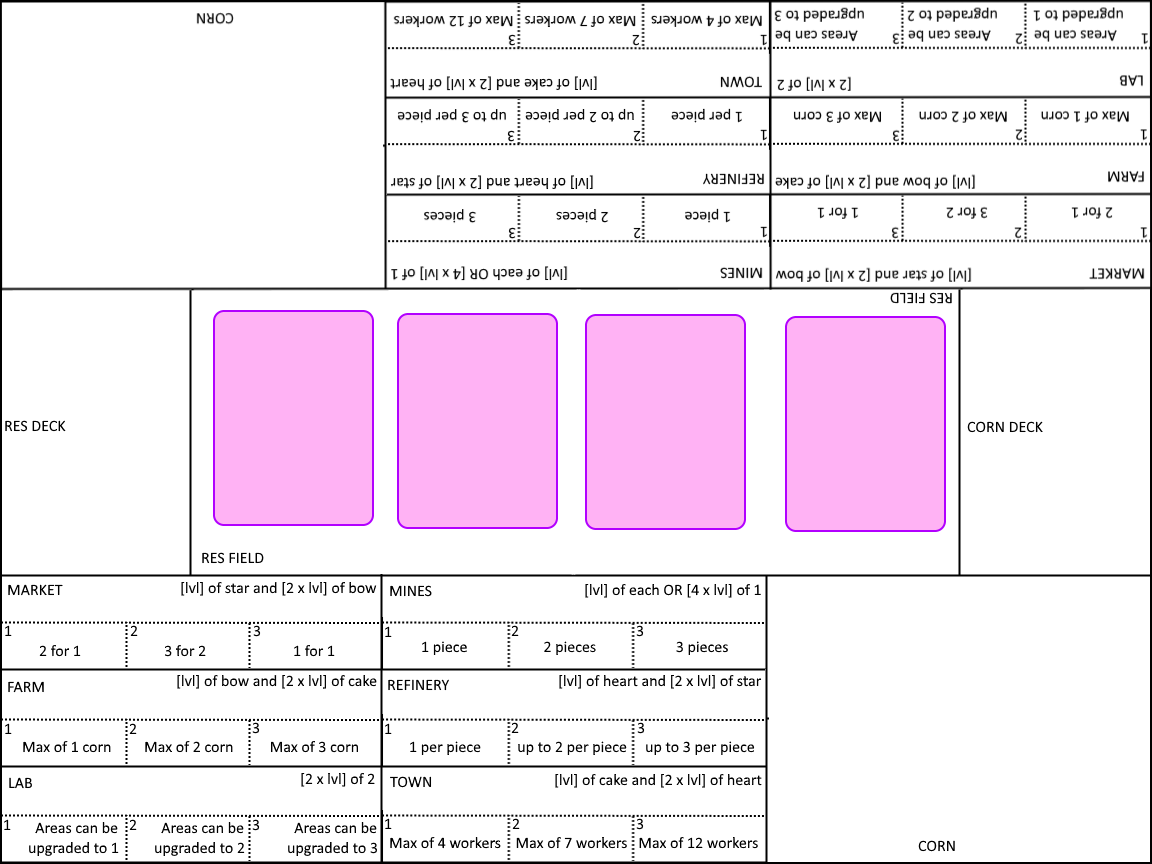 CORN
Max of 12 workers
3
Max of 7 workers
2
Max of 4 workers
1
Areas can be
upgraded to 3
3
Areas can be
upgraded to 2
2
Areas can be
upgraded to 1
1
TOWN
[lvl] of cake and [2 x lvl] of heart
LAB
[2 x lvl] of 2
up to 3 per piece
3
up to 2 per piece
2
1 per piece
1
Max of 3 corn
3
Max of 2 corn
2
Max of 1 corn
1
REFINERY
[lvl] of heart and [2 x lvl] of star
FARM
[lvl] of bow and [2 x lvl] of cake
3 pieces
3
2 pieces
2
1 piece
1
1 for 1
3
3 for 2
2
2 for 1
1
MINES
[lvl] of each OR [4 x lvl] of 1
MARKET
[lvl] of star and [2 x lvl] of bow
RES FIELD
RES DECK
CORN DECK
RES FIELD
MARKET
[lvl] of star and [2 x lvl] of bow
MINES
[lvl] of each OR [4 x lvl] of 1
1
2 for 1
2
3 for 2
3
1 for 1
1
1 piece
2
2 pieces
3
3 pieces
FARM
[lvl] of bow and [2 x lvl] of cake
REFINERY
[lvl] of heart and [2 x lvl] of star
1
Max of 1 corn
2
Max of 2 corn
3
Max of 3 corn
1
1 per piece
2
up to 2 per piece
3
up to 3 per piece
LAB
[2 x lvl] of 2
TOWN
[lvl] of cake and [2 x lvl] of heart
1
Areas can be
upgraded to 1
2
Areas can be
upgraded to 2
3
Areas can be
upgraded to 3
1
Max of 4 workers
2
Max of 7 workers
3
Max of 12 workers
CORN